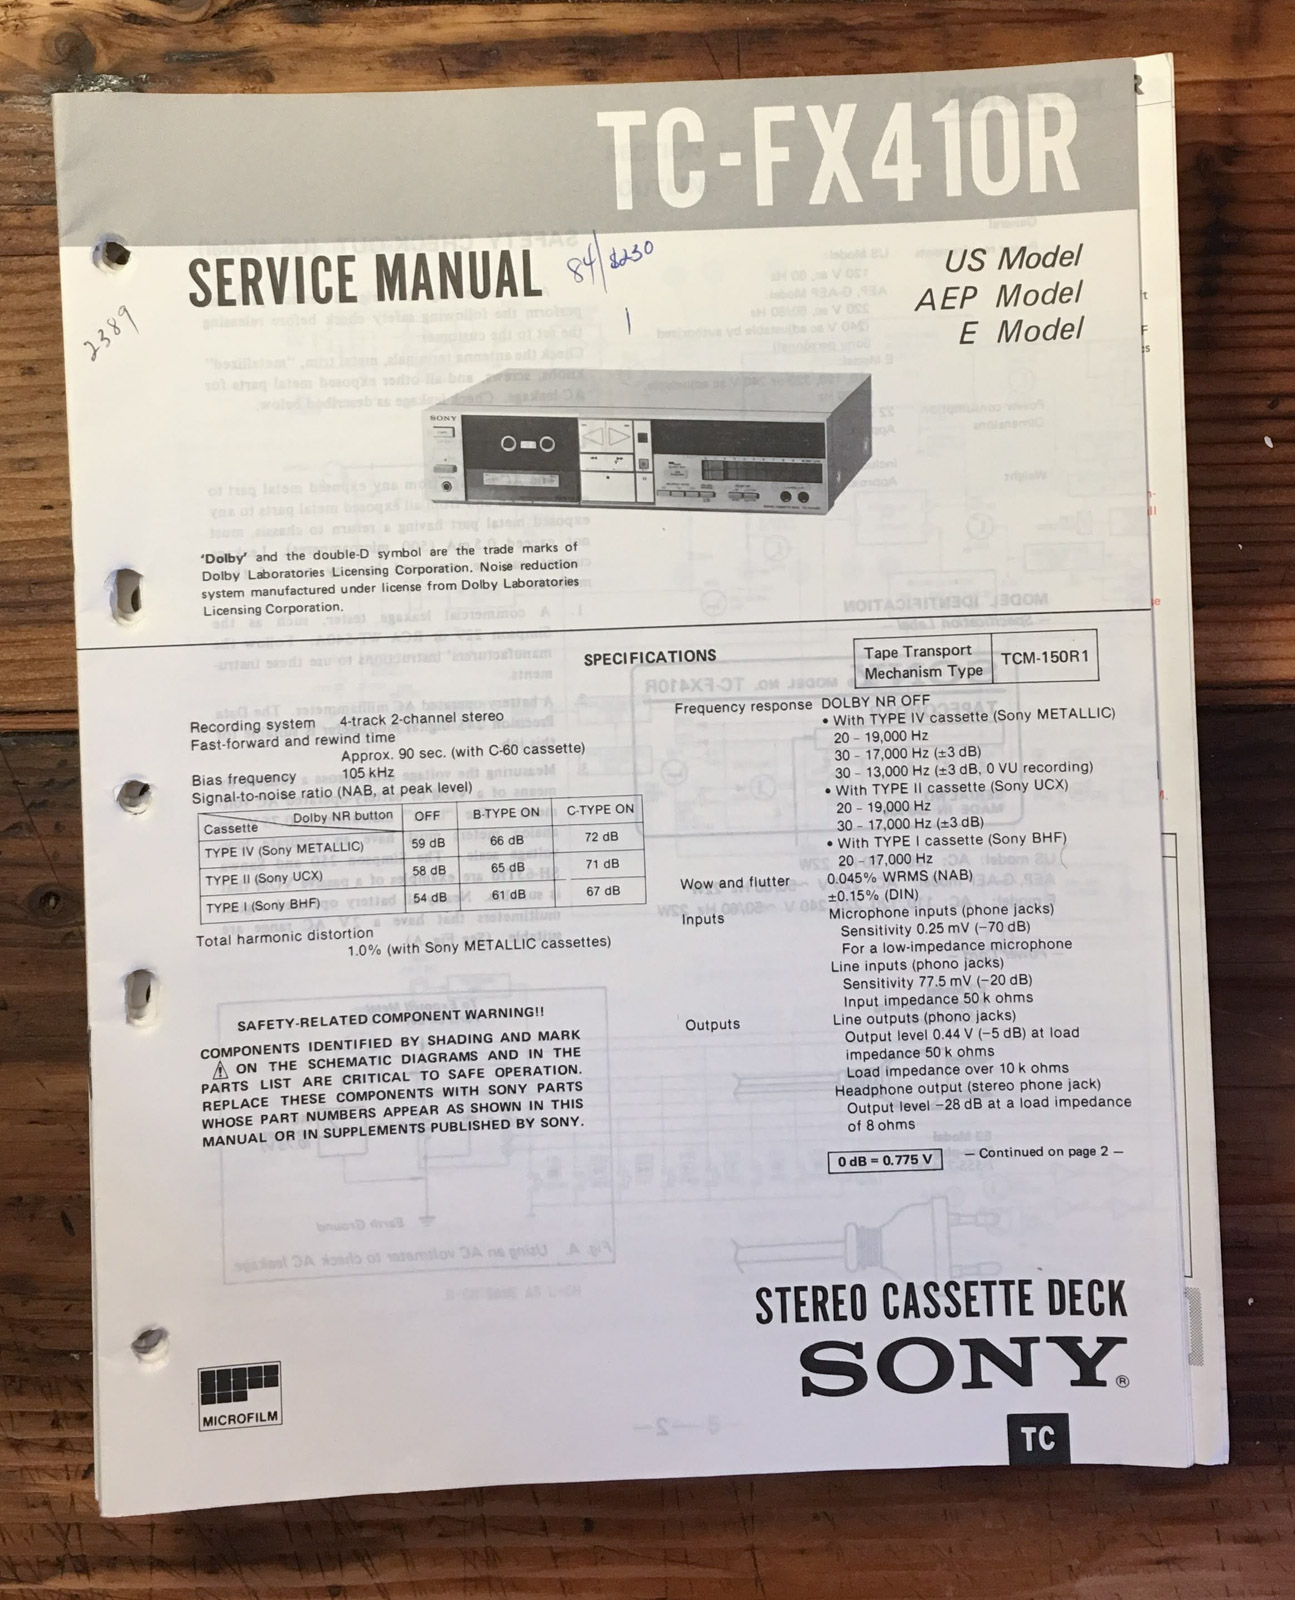 TC-FX410R
SERVICE MANUAL
84/$230
1
2389
US Model
AEP Model
E Model
SONY
'Dolby' and the double-D symbol are the trade marks of
Dolby Laboratories Licensing Corporation. Noise reduction
system manufactured under license from Dolby Laboratories
Licensing Corporation.
SPECIFICATIONS
Tape Transport
Mechanism Type
TCM-150R1
Recording system 4-track 2-channel stereo
Fast-forward and rewind time
Approx. 90 sec. (with C-60 cassette)
Bias frequency 105 kHz
Signal-to-noise ratio (NAB, at peak level)
Dolby NR button OFF B-TYPE ON C-TYPE ON
Cassette
TYPE IV (Sony METALLIC) 59 dB 66 dB 72 dB
TYPE II (Sony UCX) 58 dB 65 dB 71 dB
TYPE I (Sony BHF) 54 dB 61 dB 67 dB
Total harmonic distortion
1.0% (with Sony METALLIC cassettes)
SAFETY-RELATED COMPONENT WARNING!!
COMPONENTS IDENTIFIED BY SHADING AND MARK
⚠ ON THE SCHEMATIC DIAGRAMS AND IN THE
PARTS LIST ARE CRITICAL TO SAFE OPERATION.
REPLACE THESE COMPONENTS WITH SONY PARTS
WHOSE PART NUMBERS APPEAR AS SHOWN IN THIS
MANUAL OR IN SUPPLEMENTS PUBLISHED BY SONY.
Frequency response DOLBY NR OFF
• With TYPE IV cassette (Sony METALLIC)
20 – 19,000 Hz
30 – 17,000 Hz (±3 dB)
30 – 13,000 Hz (±3 dB, 0 VU recording)
• With TYPE II cassette (Sony UCX)
20 – 19,000 Hz
30 – 17,000 Hz (±3 dB)
• With TYPE I cassette (Sony BHF)
20 – 17,000 Hz
Wow and flutter 0.045% WRMS (NAB)
±0.15% (DIN)
Inputs Microphone inputs (phone jacks)
Sensitivity 0.25 mV (–70 dB)
For a low-impedance microphone
Line inputs (phono jacks)
Sensitivity 77.5 mV (–20 dB)
Input impedance 50 k ohms
Outputs Line outputs (phono jacks)
Output level 0.44 V (–5 dB) at load
impedance 50 k ohms
Load impedance over 10 k ohms
Headphone output (stereo phone jack)
Output level –28 dB at a load impedance
of 8 ohms
0 dB = 0.775 V
– Continued on page 2 –
STEREO CASSETTE DECK
SONY®
TC
MICROFILM